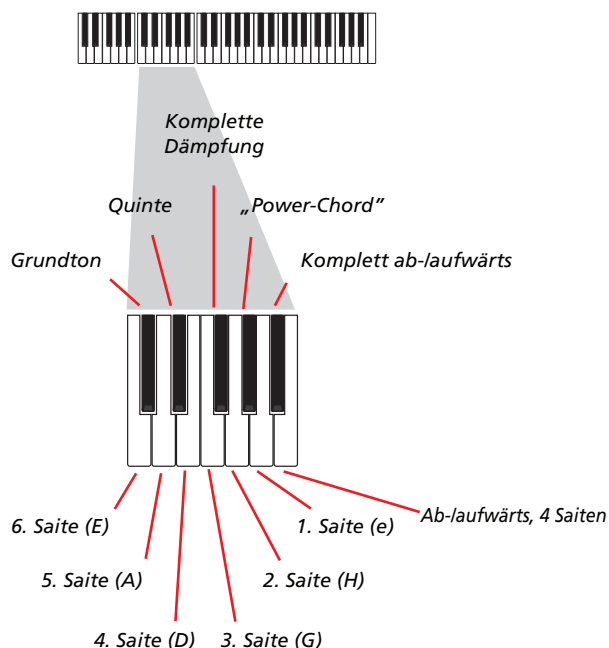 Komplette
Dämpfung
Quinte
„Power-Chord”
Grundton
Komplett ab-laufwärts
6. Saite (E)
1. Saite (e)
Ab-laufwärts, 4 Saiten
5. Saite (A)
2. Saite (H)
4. Saite (D)
3. Saite (G)